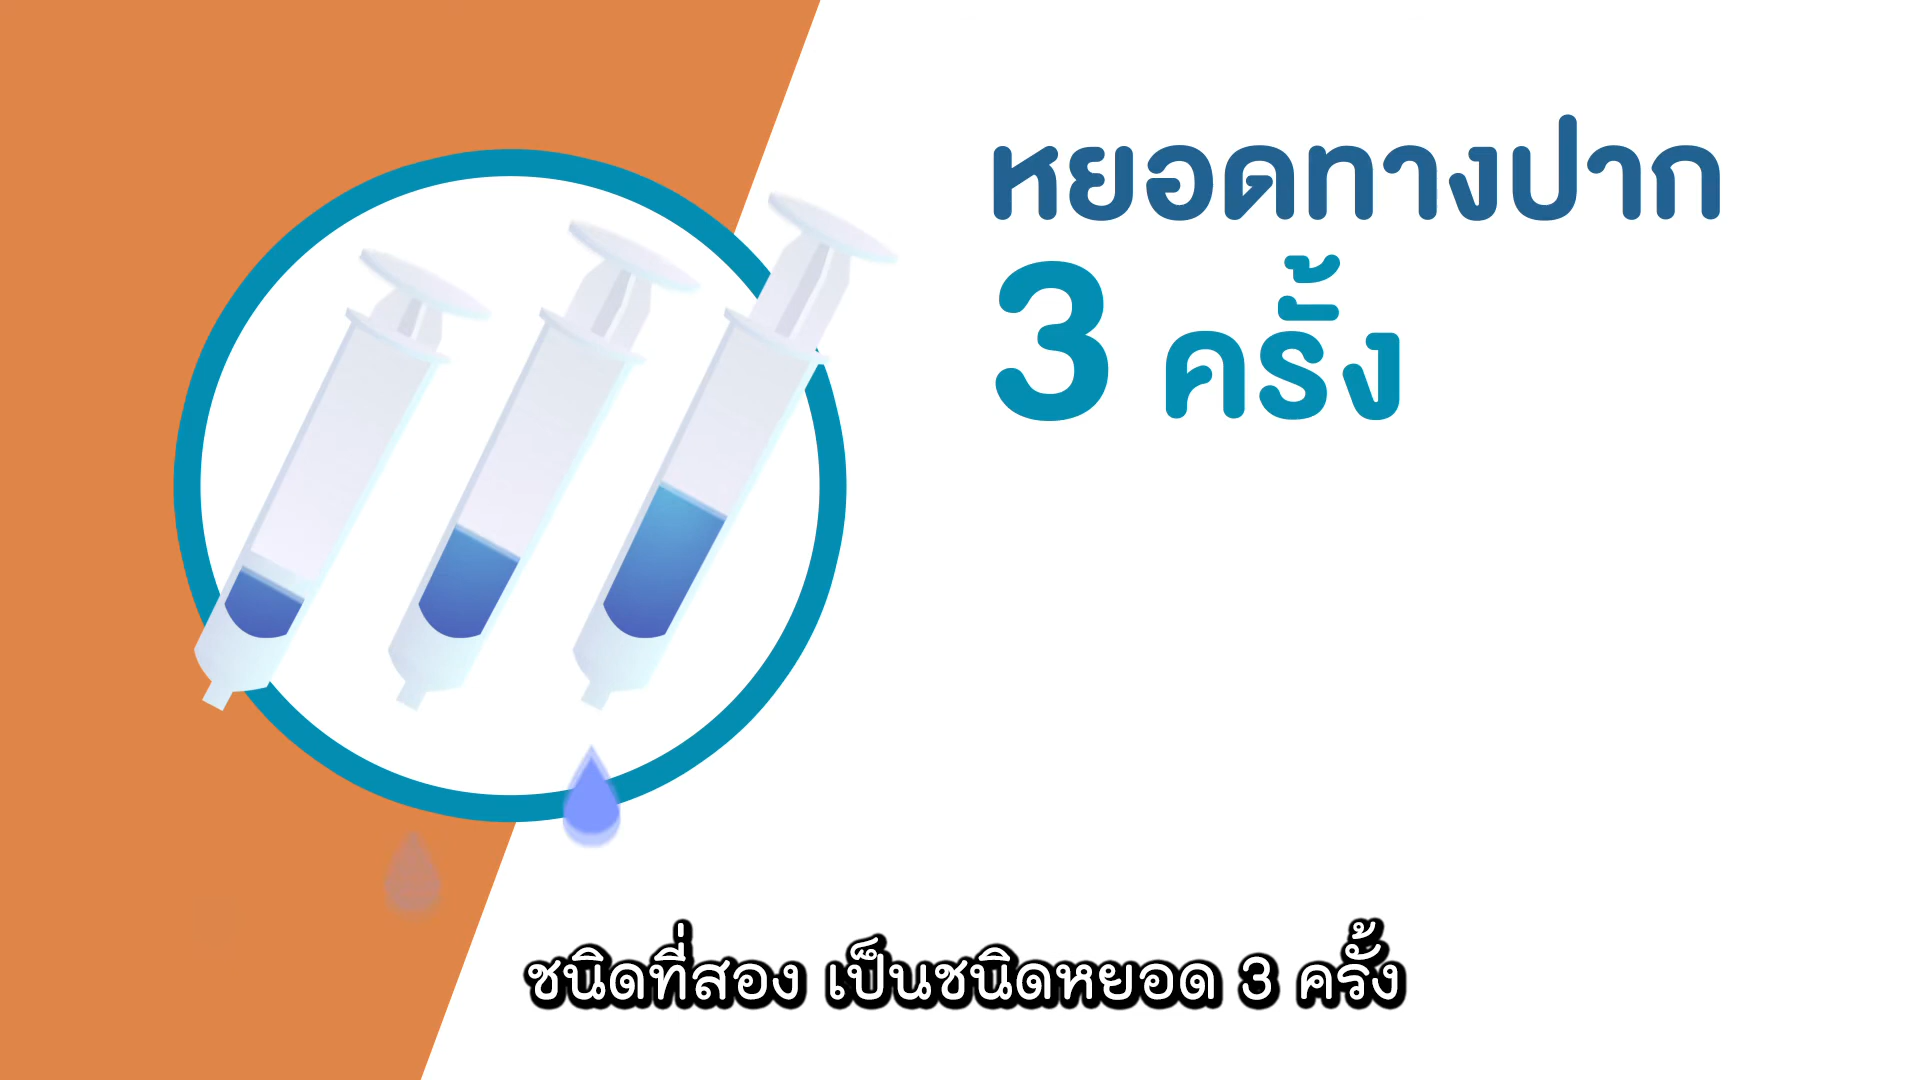 หยอดทางปาก
3 ครั้ง
ชนิดที่สอง เป็นชนิดหยอด 3 ครั้ง